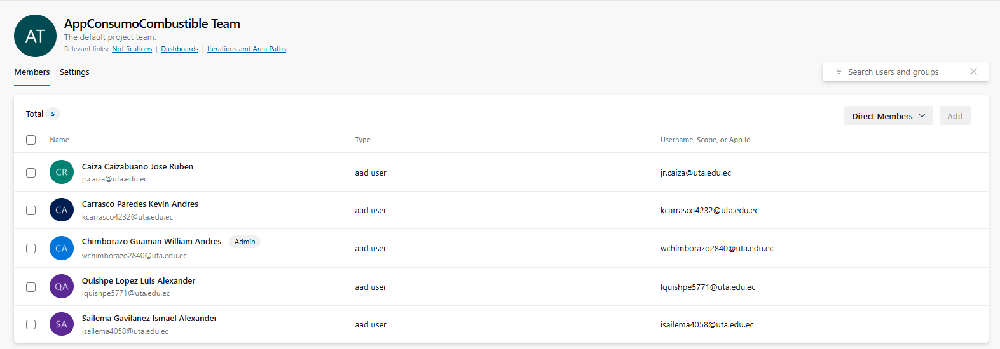 AT
AppConsumoCombustible Team
The default project team.
Relevant links: Notifications | Dashboards | Iterations and Area Paths
Members Settings
Search users and groups
Total 5
Direct Members Add
Name Type Username, Scope, or App Id
CR Caiza Caizabuano Jose Ruben
jr.caiza@uta.edu.ec aad user jr.caiza@uta.edu.ec
CA Carrasco Paredes Kevin Andres
kcarrasco4232@uta.edu.ec aad user kcarrasco4232@uta.edu.ec
CA Chimborazo Guaman William Andres Admin
wchimborazo2840@uta.edu.ec aad user wchimborazo2840@uta.edu.ec
QA Quishpe Lopez Luis Alexander
lquishpe5771@uta.edu.ec aad user lquishpe5771@uta.edu.ec
SA Sailema Gavilanez Ismael Alexander
isailema4058@uta.edu.ec aad user isailema4058@uta.edu.ec